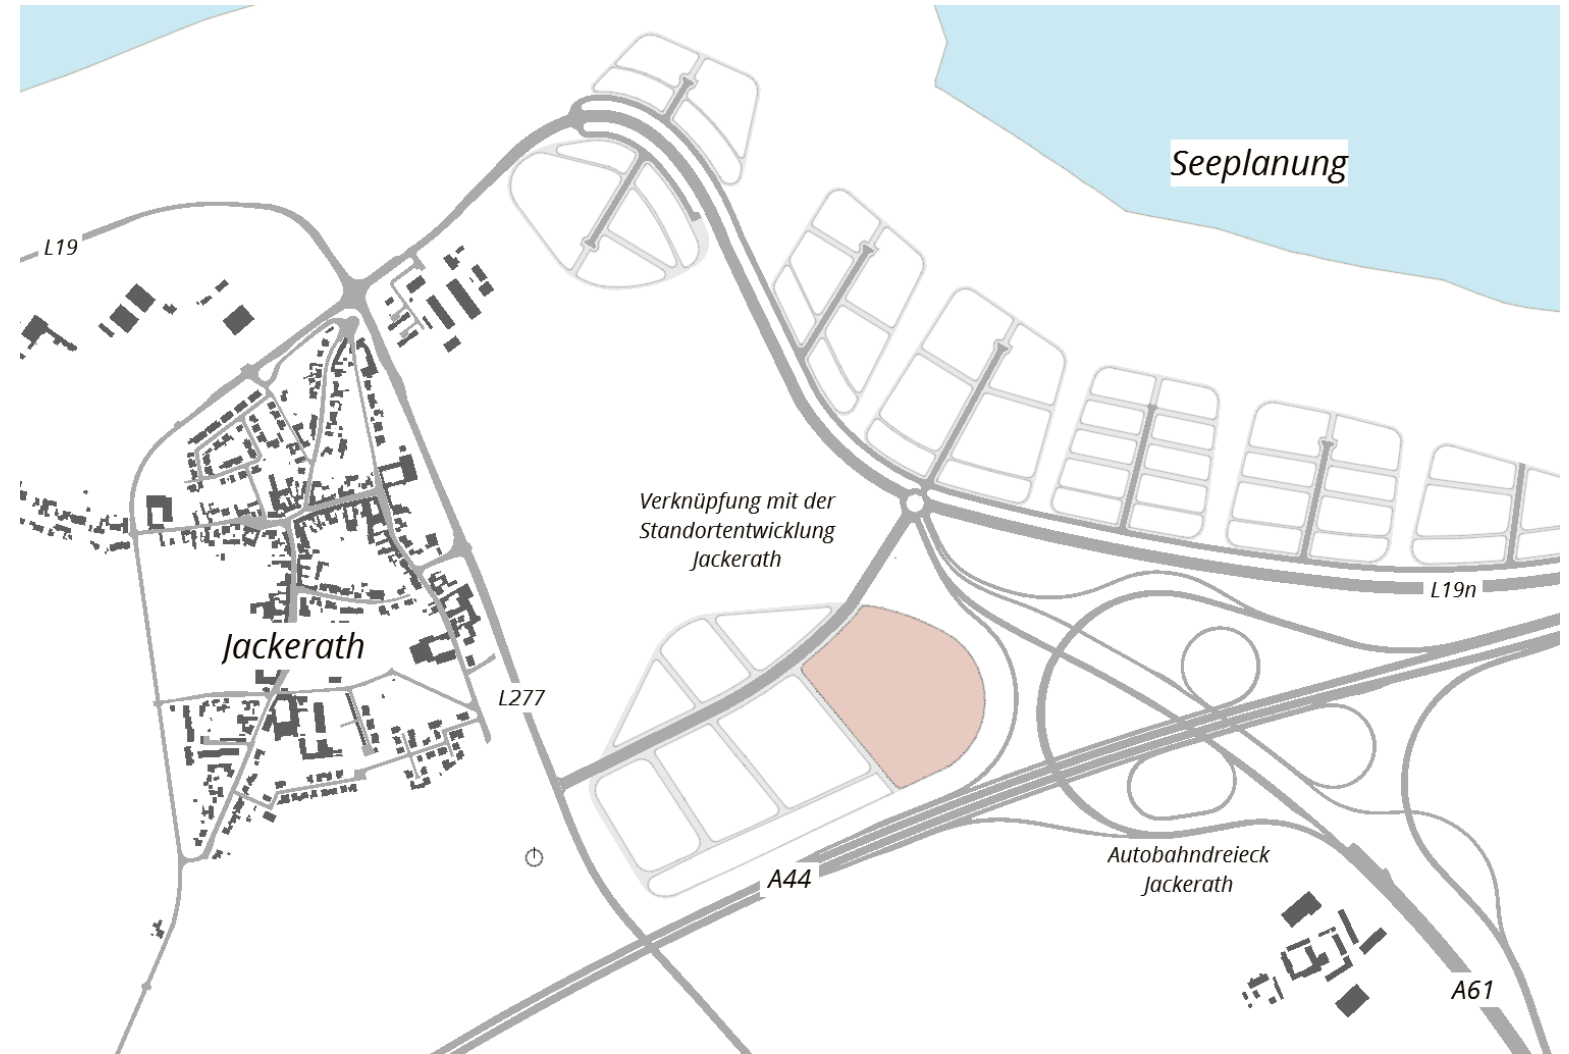 Seeplanung
L19
Verknüpfung mit der
Standortentwicklung
Jackerath
L19n
Jackerath
L277
Autobahndreieck
Jackerath
A44
A61